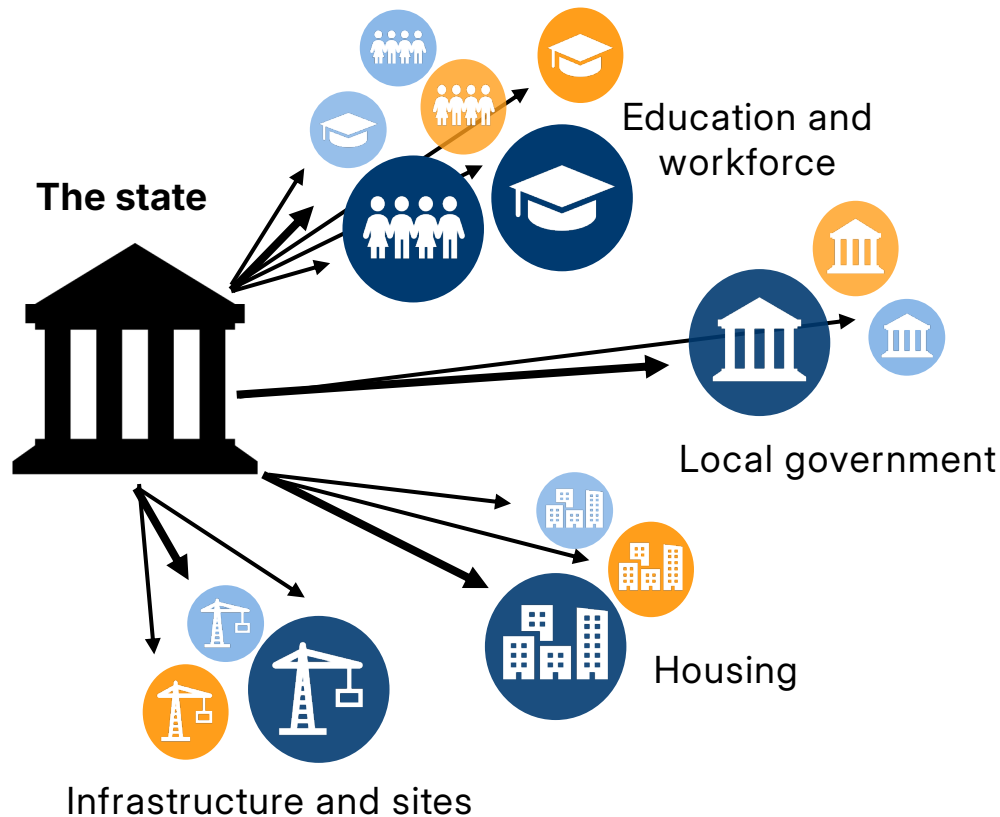 Education and
workforce
The state
Local government
Housing
Infrastructure and sites